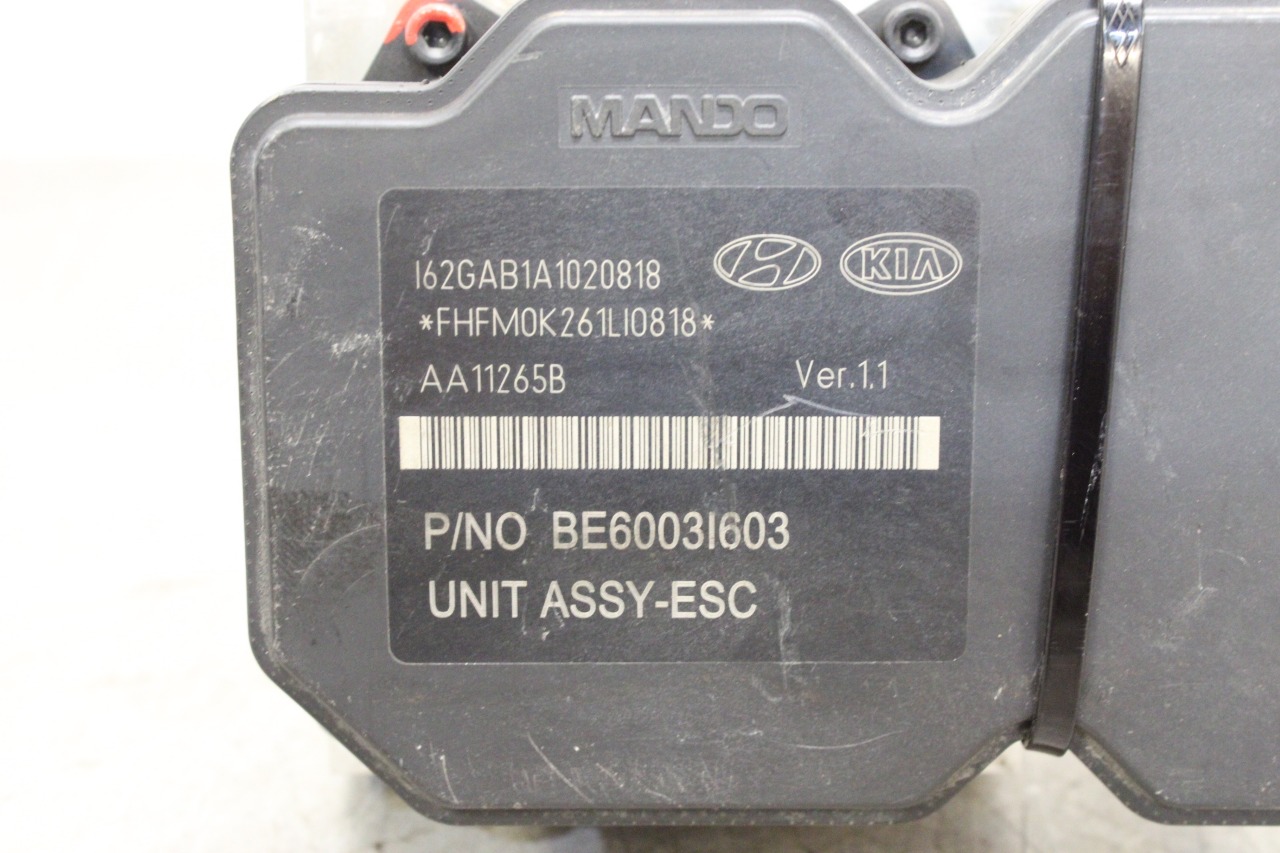 MANDO
I62GAB1A1020818
KIA
*FHFM0K261LI0818*
AA11265B Ver.1.1
P/NO BE6003I603
UNIT ASSY-ESC